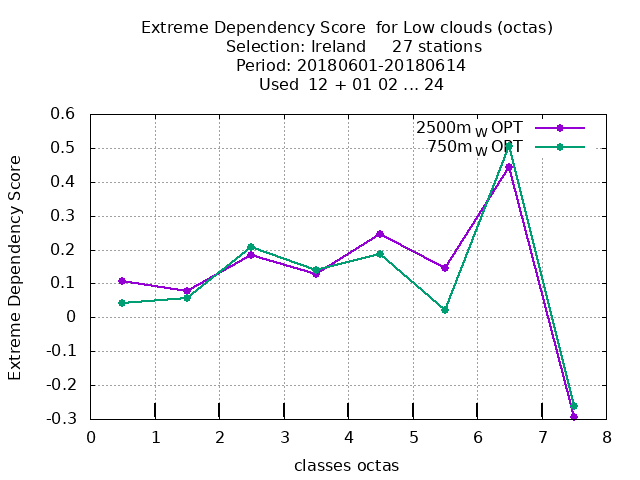 Extreme Dependency Score  for Low clouds (octas)
Selection: Ireland     27 stations
Period: 20180601-20180614
Used  12 + 01 02 ... 24
2500m W OPT
750m W OPT
Extreme Dependency Score
0.6
0.5
0.4
0.3
0.2
0.1
0
-0.1
-0.2
-0.3
0 1 2 3 4 5 6 7 8
classes octas